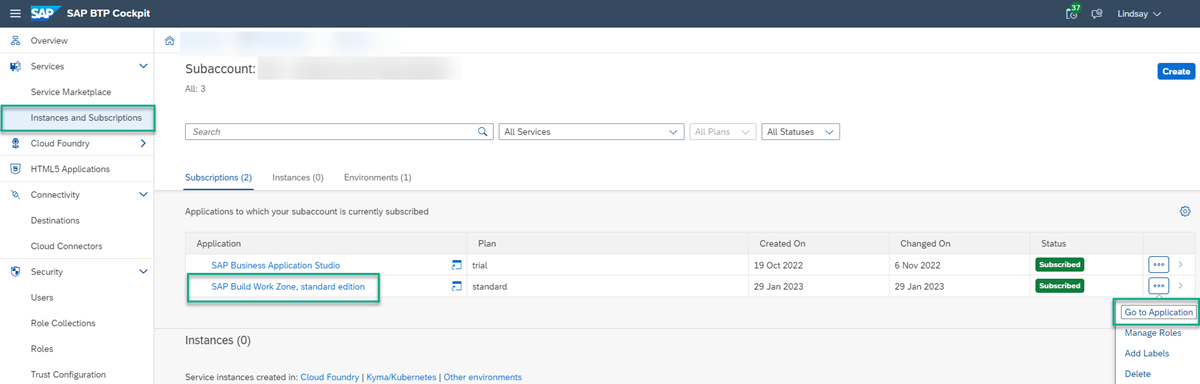 SAP SAP BTP Cockpit 37 Lindsay
Overview
Services
Service Marketplace
Instances and Subscriptions
Cloud Foundry
HTML5 Applications
Connectivity
Destinations
Cloud Connectors
Security
Users
Role Collections
Roles
Trust Configuration
Subaccount:
All: 3
Create
Search All Services All Plans All Statuses
Subscriptions (2) Instances (0) Environments (1)
Applications to which your subaccount is currently subscribed
Application Plan Created On Changed On Status
SAP Business Application Studio trial 19 Oct 2022 6 Nov 2022 Subscribed
SAP Build Work Zone, standard edition standard 29 Jan 2023 29 Jan 2023 Subscribed
Go to Application
Manage Roles
Add Labels
Delete
Instances (0)
Service instances created in: Cloud Foundry | Kyma/Kubernetes | Other environments